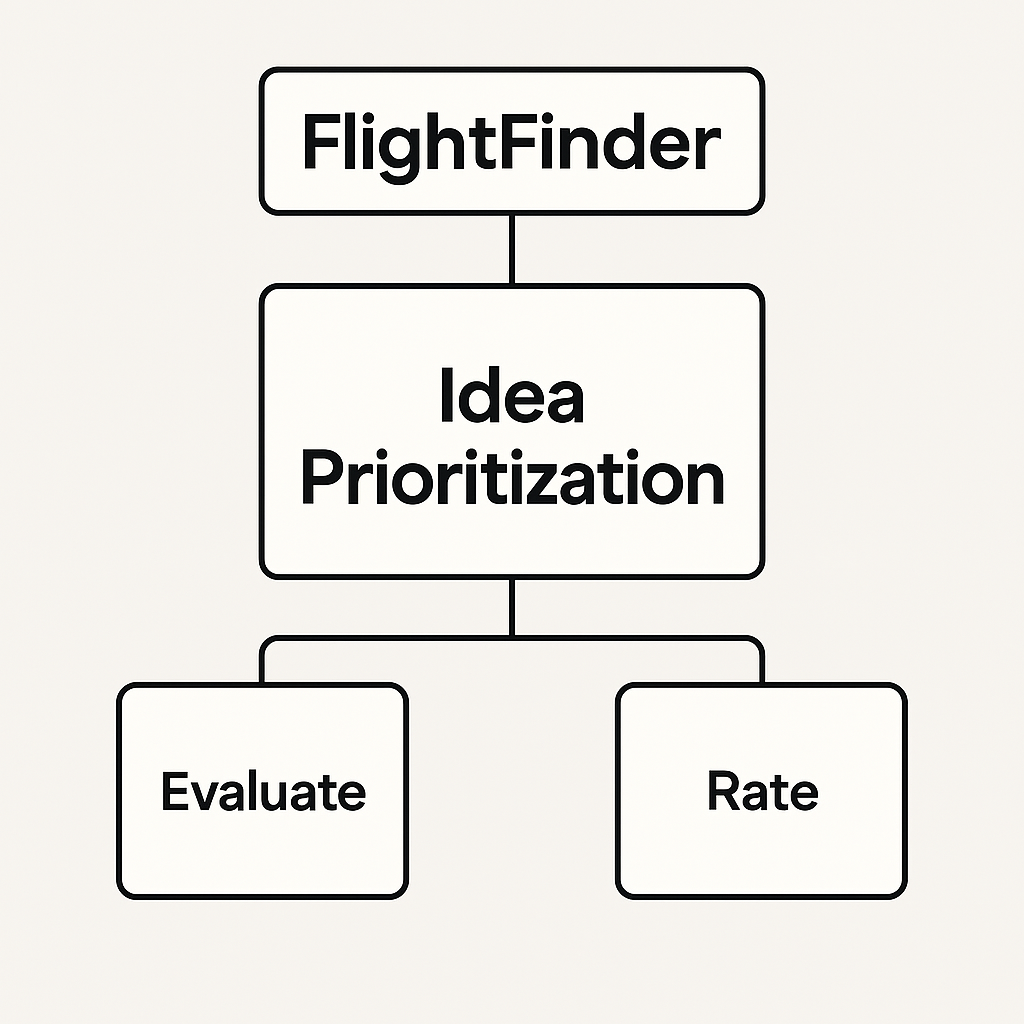 FlightFinder
Idea
Prioritization
Evaluate
Rate